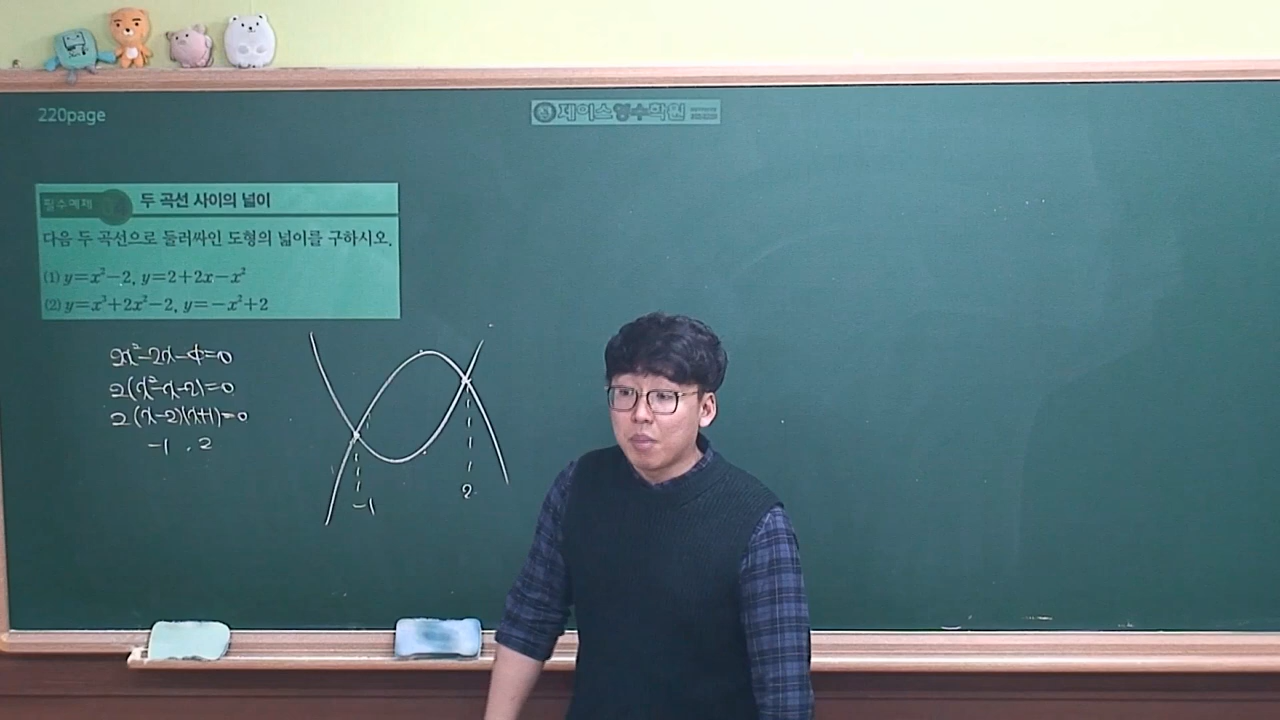 220page
제이스영수학원
필수예제
두 곡선 사이의 넓이
다음 두 곡선으로 둘러싸인 도형의 넓이를 구하시오.
(1) y=x²−2, y=2+2x−x²
(2) y=x³+2x²−2, y=−x²+2
2x²−2x−4=0
2(x²−x−2)=0
2(x−2)(x+1)=0
−1 , 2
−1
2